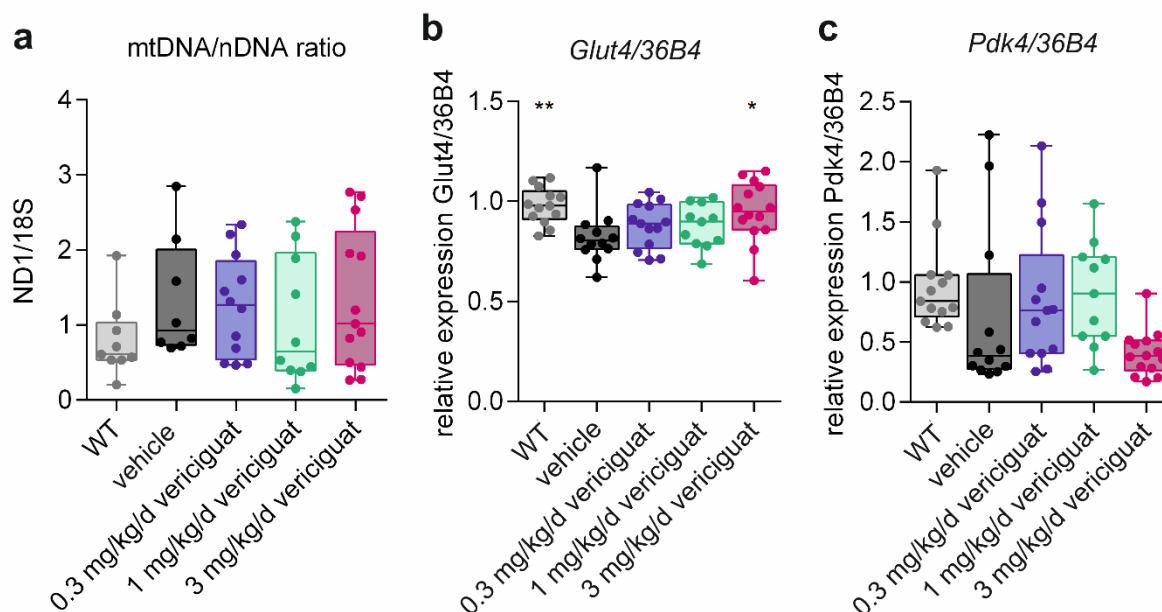 a
mtDNA/nDNA ratio
ND1/18S
4
3
2
1
0
WT
vehicle
0.3 mg/kg/d vericiguat
1 mg/kg/d vericiguat
3 mg/kg/d vericiguat
b
Glut4/36B4
relative expression Glut4/36B4
1.5
1.0
0.5
0.0
**
*
WT
vehicle
0.3 mg/kg/d vericiguat
1 mg/kg/d vericiguat
3 mg/kg/d vericiguat
c
Pdk4/36B4
relative expression Pdk4/36B4
2.5
2.0
1.5
1.0
0.5
0.0
WT
vehicle
0.3 mg/kg/d vericiguat
1 mg/kg/d vericiguat
3 mg/kg/d vericiguat